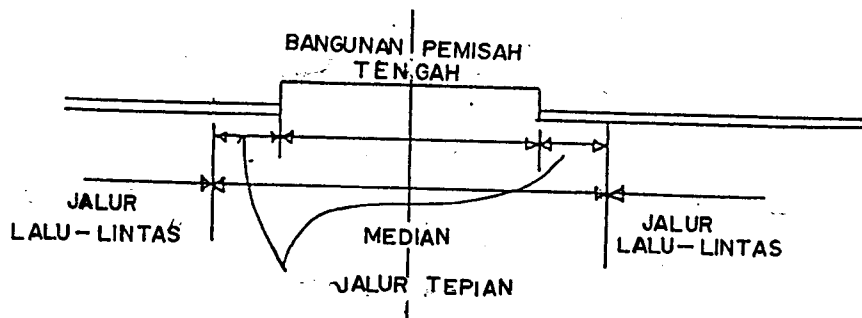 BANGUNAN PEMISAH
TENGAH
JALUR
LALU-LINTAS
MEDIAN
JALUR
LALU-LINTAS
JALUR TEPIAN